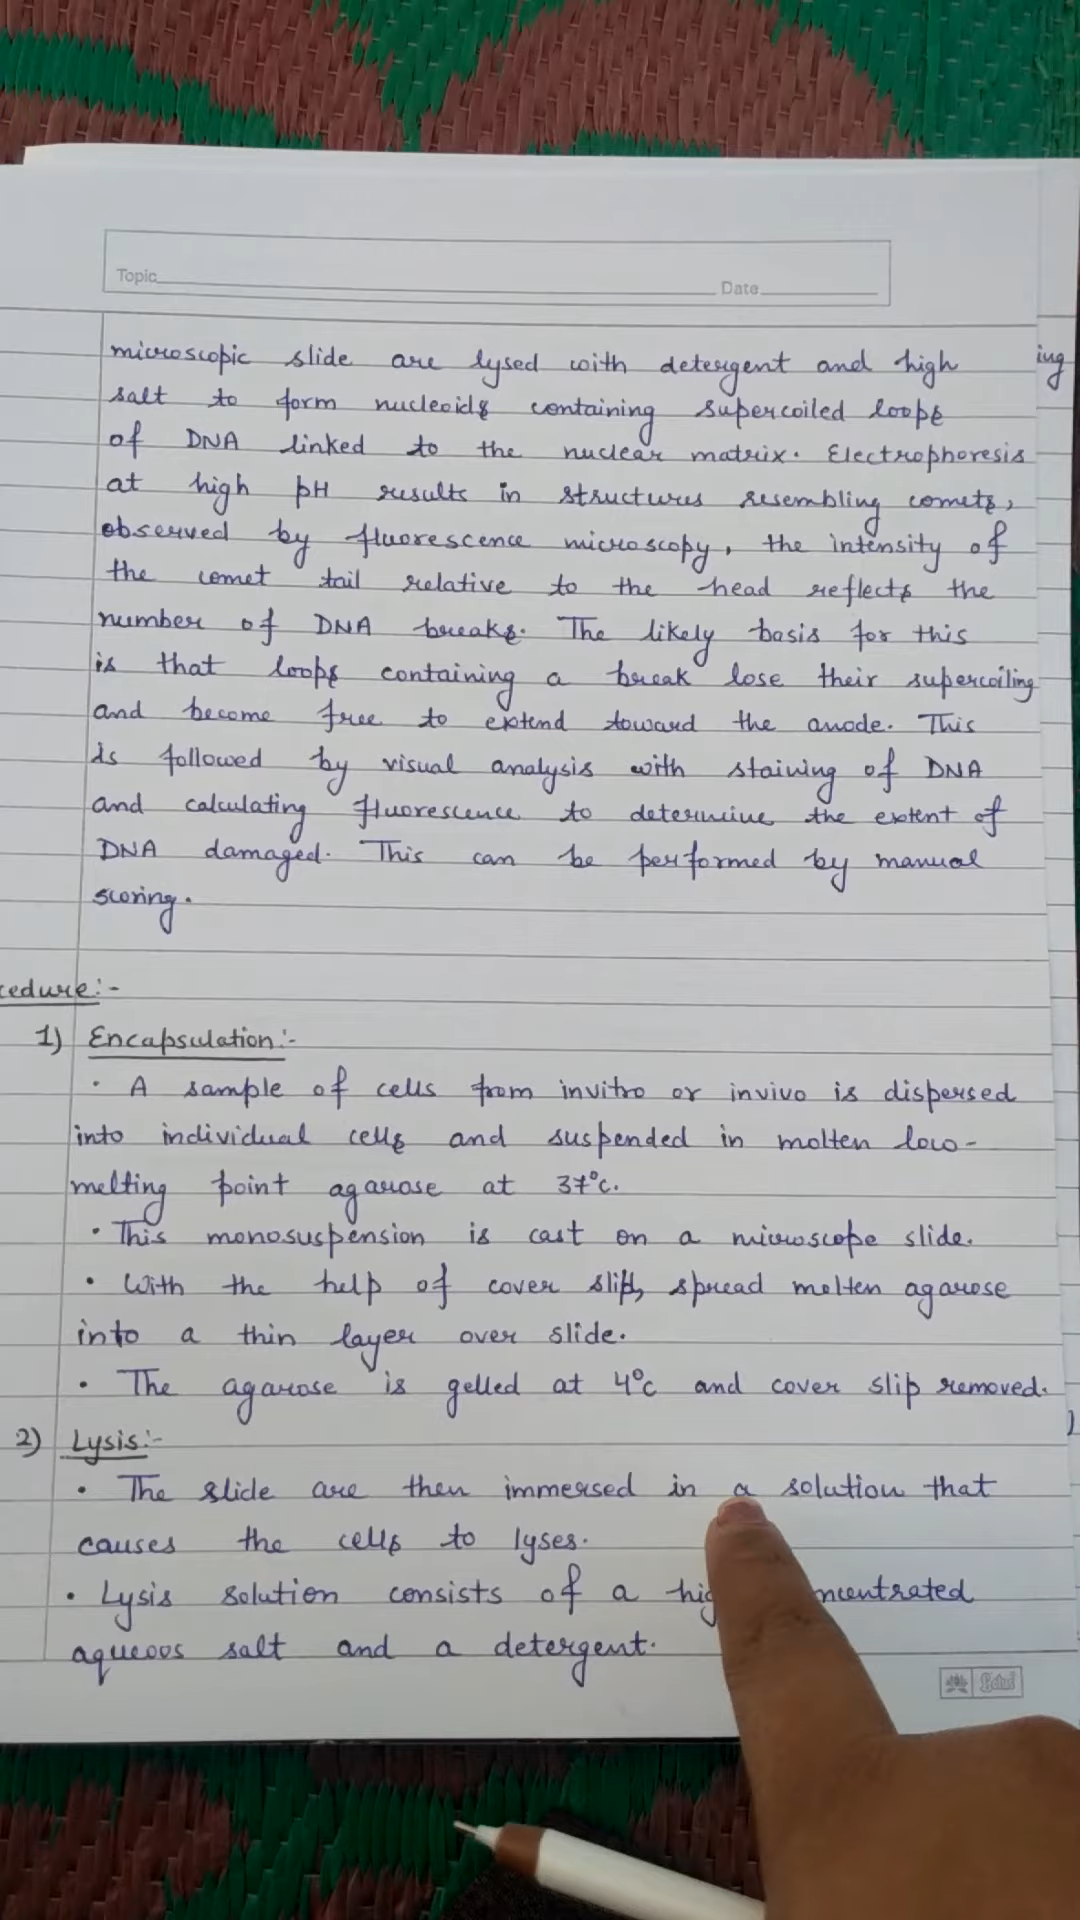 Topic Date
microscopic slide are lysed with detergent and high
salt to form nucleoids containing supercoiled loops
of DNA linked to the nuclear matrix. Electrophoresis
at high pH results in structures resembling comets,
observed by fluorescence microscopy, the intensity of
the comet tail relative to the head reflects the
number of DNA breaks. The likely basis for this
is that loops containing a break lose their supercoiling
and become free to extend toward the anode. This
is followed by visual analysis with staining of DNA
and calculating fluorescence to determine the extent of
DNA damaged. This can be performed by manual
scoring.
cedure:-
1) Encapsulation:-
• A sample of cells from invitro or invivo is dispersed
into individual cells and suspended in molten low-
melting point agarose at 37°c.
• This monosuspension is cast on a microscope slide.
• With the help of cover slip, spread molten agarose
into a thin layer over slide.
• The agarose is gelled at 4°c and cover slip removed.
2) Lysis:-
• The slide are then immersed in a solution that
causes the cells to lyses.
• Lysis solution consists of a hig ncentrated
aqueous salt and a detergent.
ing